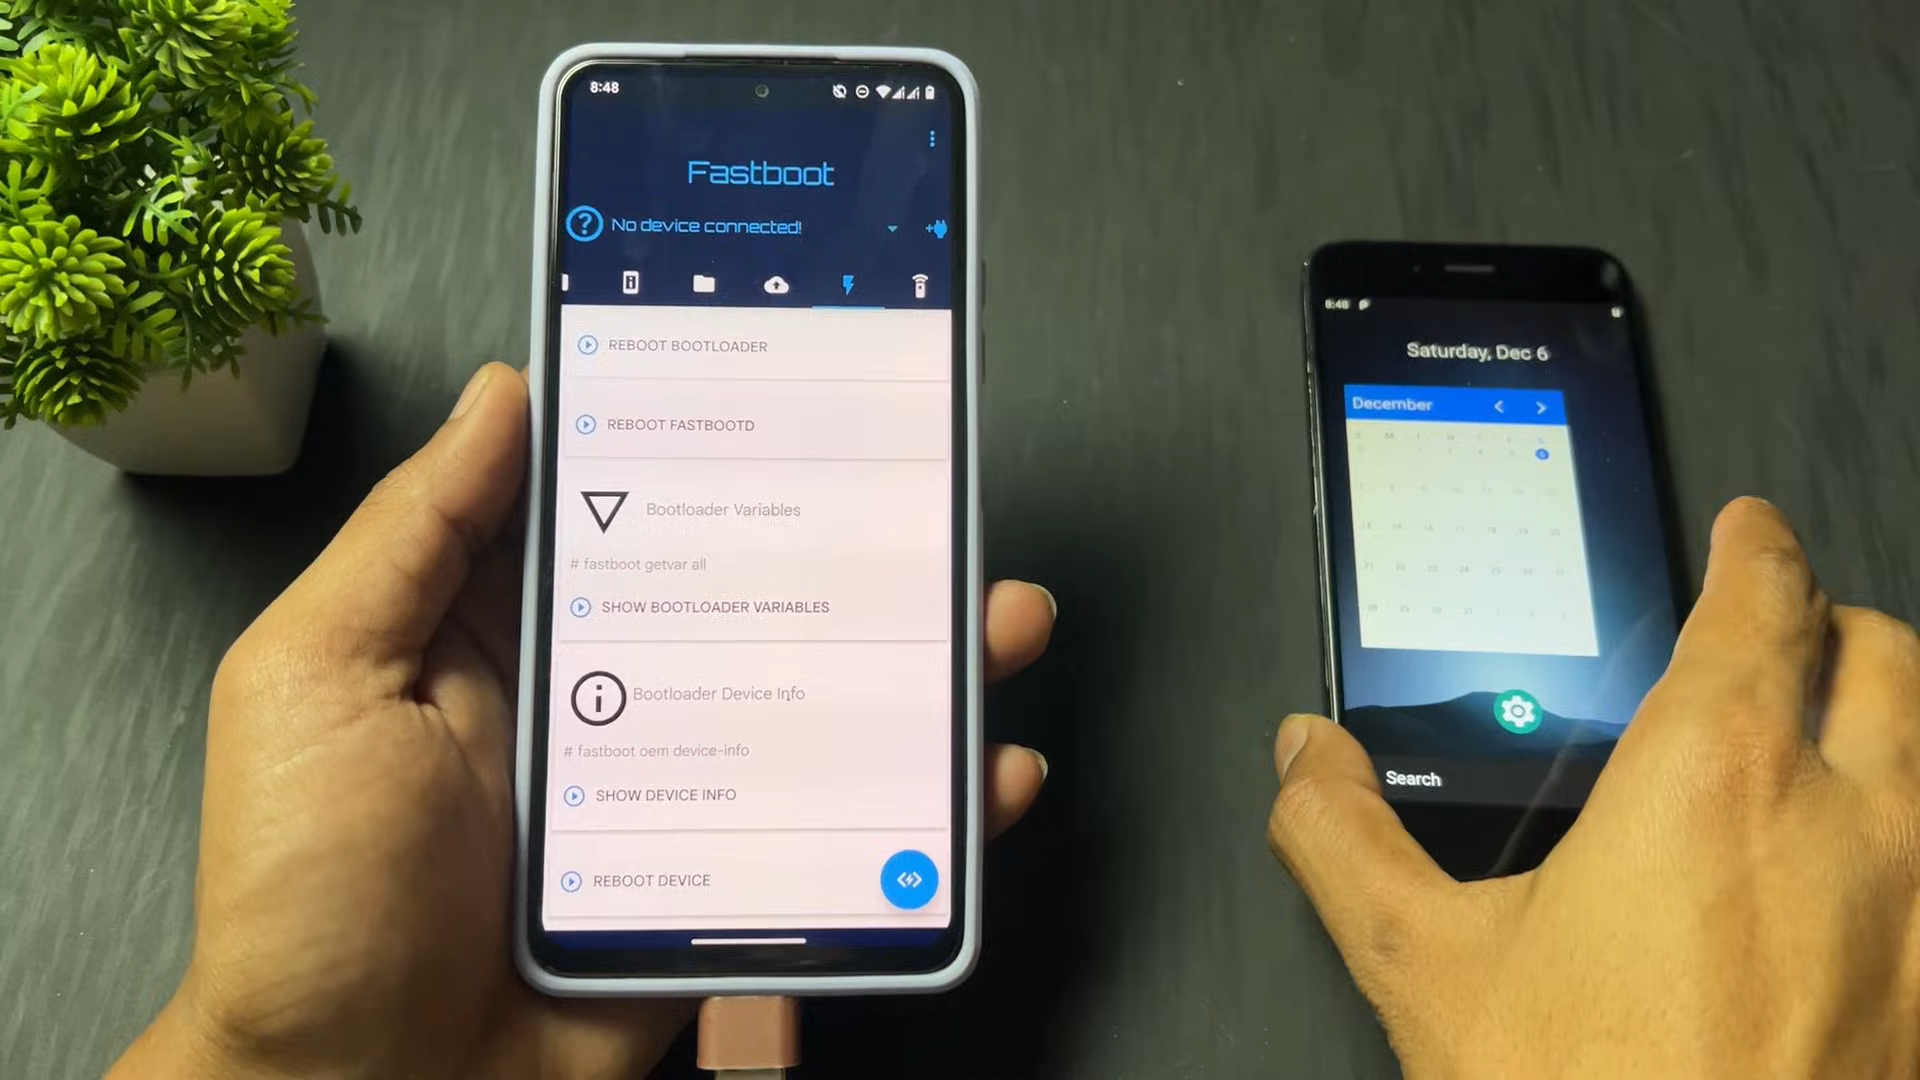 8:48
Fastboot
No device connected!
REBOOT BOOTLOADER
REBOOT FASTBOOTD
Bootloader Variables
# fastboot getvar all
SHOW BOOTLOADER VARIABLES
Bootloader Device Info
# fastboot oem device-info
SHOW DEVICE INFO
REBOOT DEVICE
8:48
Saturday, Dec 6
December
Search